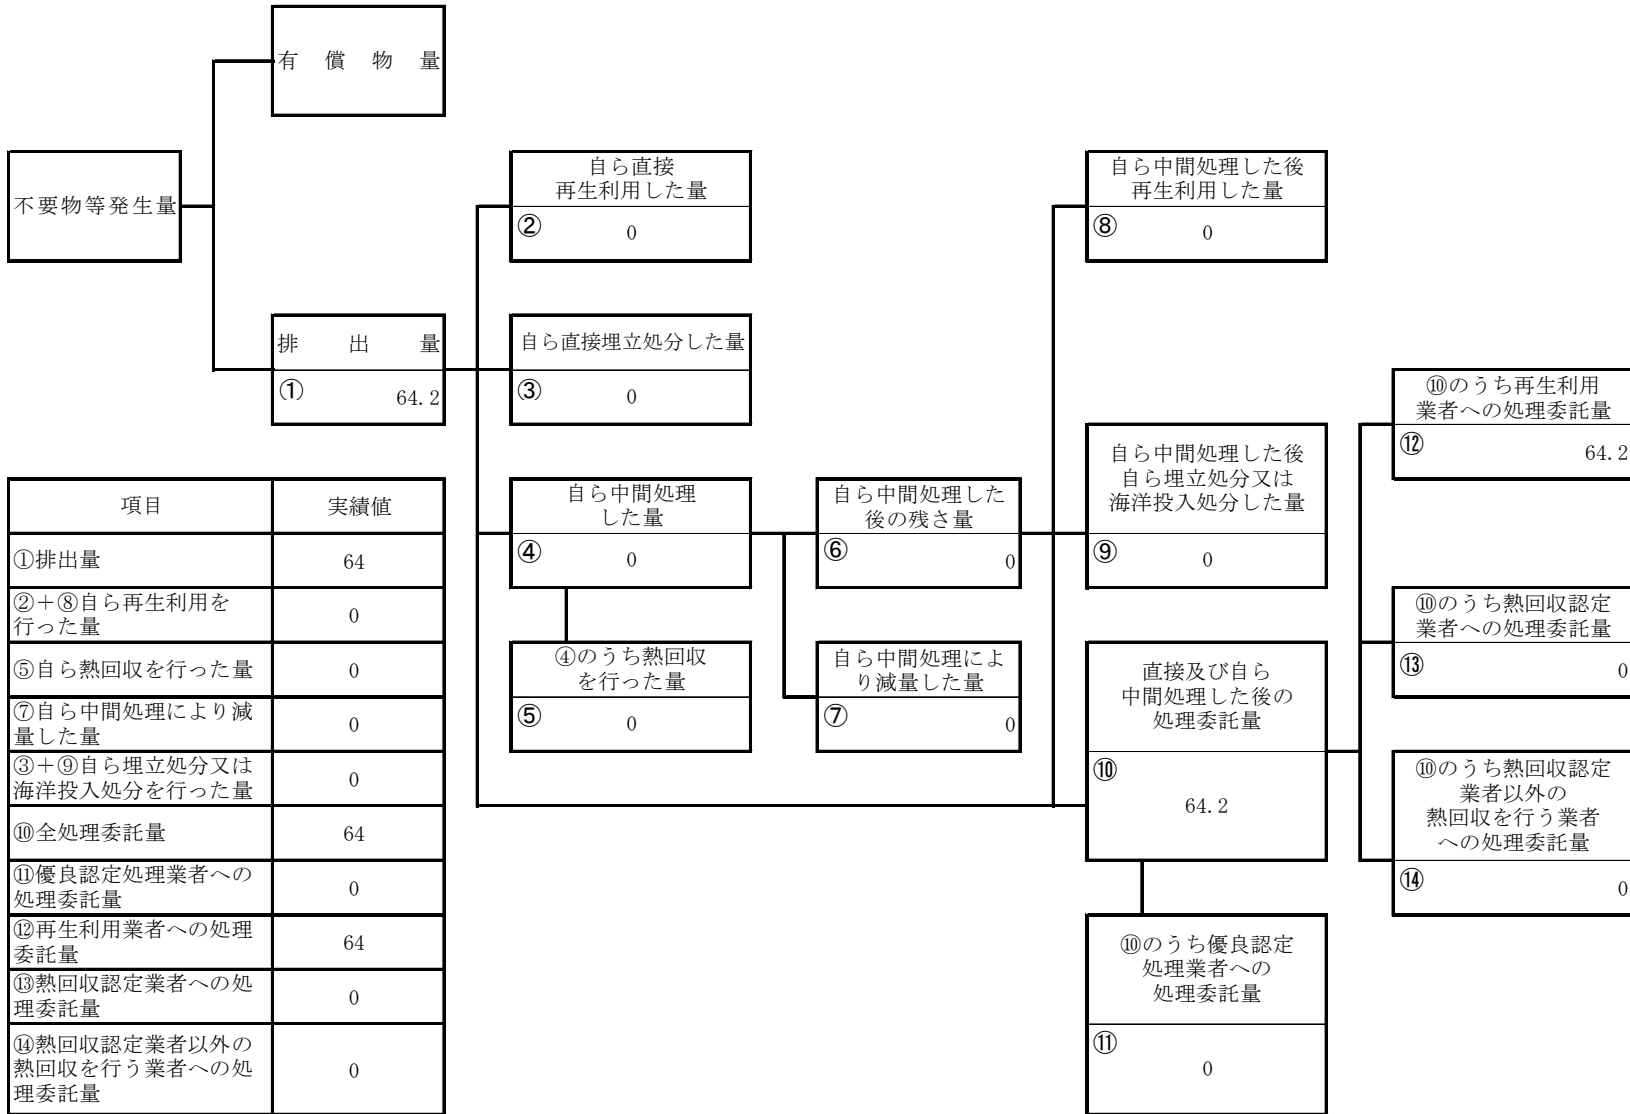 有償物量
不要物等発生量
排出量
① 64.2
自ら直接
再生利用した量
② 0
自ら直接埋立処分した量
③ 0
自ら中間処理
した量
④ 0
④のうち熱回収
を行った量
⑤ 0
自ら中間処理した
後の残さ量
⑥ 0
自ら中間処理によ
り減量した量
⑦ 0
自ら中間処理した後
再生利用した量
⑧ 0
自ら中間処理した後
自ら埋立処分又は
海洋投入処分した量
⑨ 0
直接及び自ら
中間処理した後の
処理委託量
⑩
64.2
⑩のうち優良認定
処理業者への
処理委託量
⑪
0
⑩のうち再生利用
業者への処理委託量
⑫ 64.2
⑩のうち熱回収認定
業者への処理委託量
⑬ 0
⑩のうち熱回収認定
業者以外の
熱回収を行う業者
への処理委託量
⑭ 0
項目 実績値
①排出量 64
②+⑧自ら再生利用を
行った量 0
⑤自ら熱回収を行った量 0
⑦自ら中間処理により減
量した量 0
③+⑨自ら埋立処分又は
海洋投入処分を行った量 0
⑩全処理委託量 64
⑪優良認定処理業者への
処理委託量 0
⑫再生利用業者への処理
委託量 64
⑬熱回収認定業者への処
理委託量 0
⑭熱回収認定業者以外の
熱回収を行う業者への処 0
理委託量